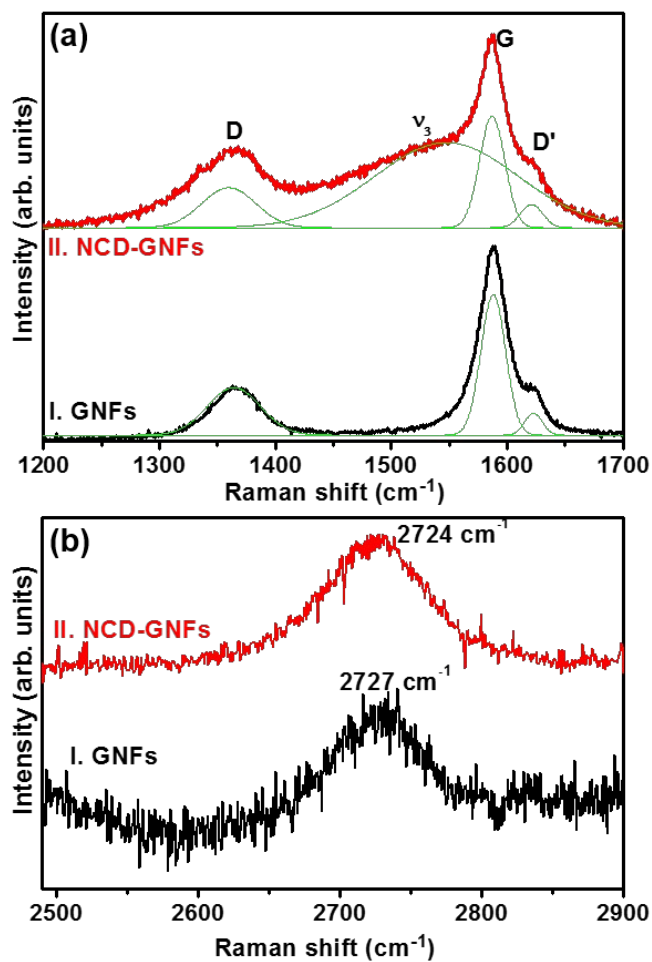 (a)
Intensity (arb. units)
D
ν₃
G
D'
II. NCD-GNFs
I. GNFs
1200 1300 1400 1500 1600 1700
Raman shift (cm⁻¹)
(b)
Intensity (arb. units)
2724 cm⁻¹
II. NCD-GNFs
2727 cm⁻¹
I. GNFs
2500 2600 2700 2800 2900
Raman shift (cm⁻¹)